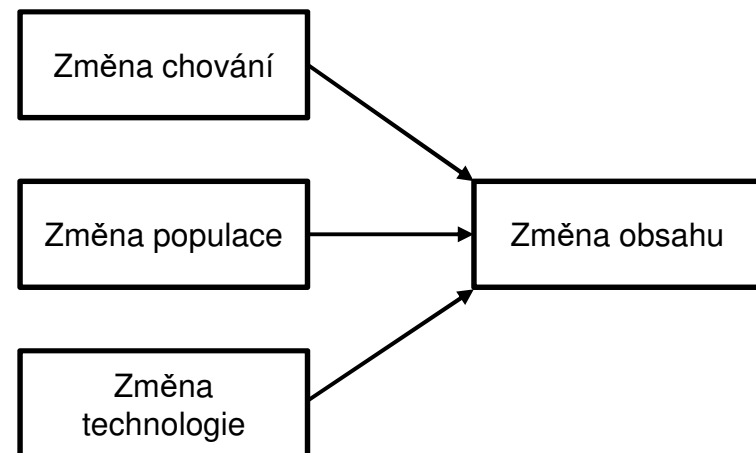 Změna chování
Změna populace
Změna obsahu
Změna
technologie